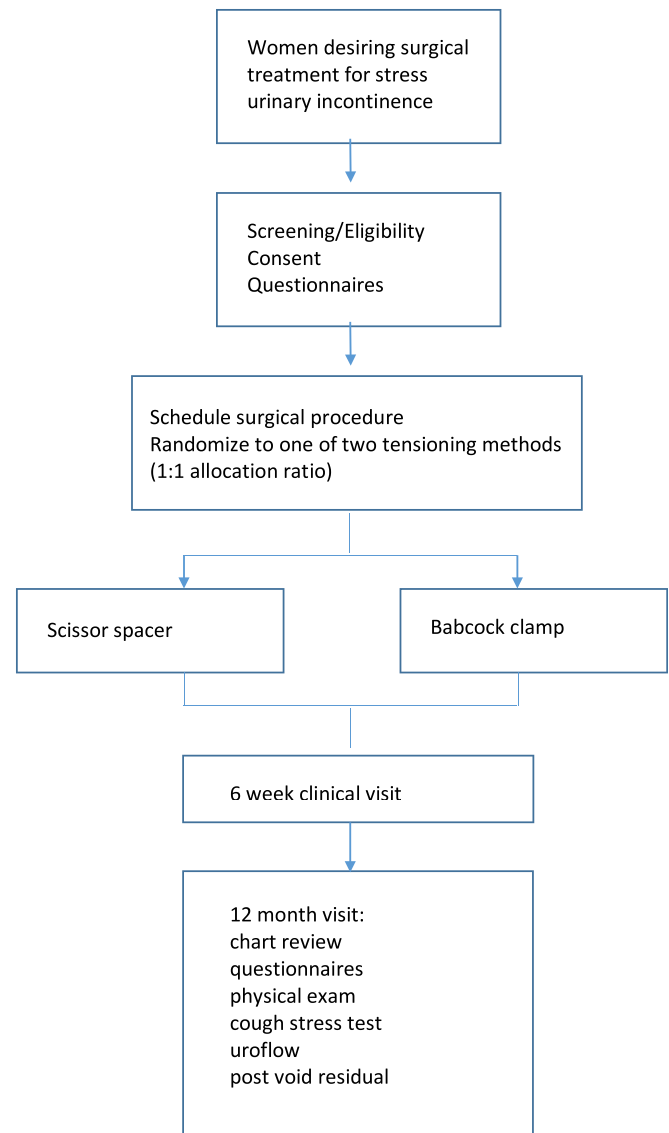 Women desiring surgical
treatment for stress
urinary incontinence
Screening/Eligibility
Consent
Questionnaires
Schedule surgical procedure
Randomize to one of two tensioning methods
(1:1 allocation ratio)
Scissor spacer
Babcock clamp
6 week clinical visit
12 month visit:
chart review
questionnaires
physical exam
cough stress test
uroflow
post void residual